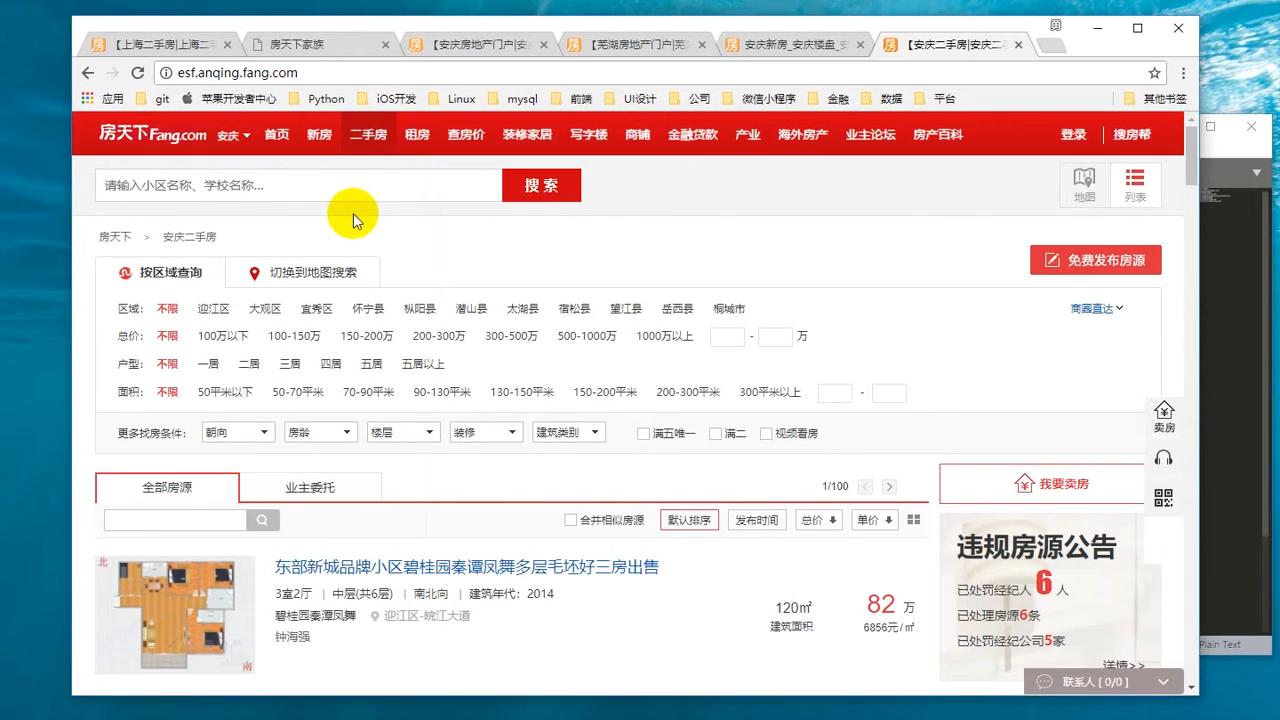 【上海二手房|上海二手
房天下家族
【安庆房地产门户|安
【芜湖房地产门户|芜
安庆新房_安庆楼盘_安
【安庆二手房|安庆二
esf.anqing.fang.com
应用 git 苹果开发者中心 Python iOS开发 Linux mysql 前端 UI设计 公司 微信小程序 金融 数据 平台 其他书签
房天下Fang.com 安庆 首页 新房 二手房 租房 查房价 装修家居 写字楼 商铺 金融贷款 产业 海外房产 业主论坛 房产百科 登录 搜房帮
请输入小区名称、学校名称... 搜 索 地图 列表
房天下 > 安庆二手房
按区域查询 切换到地图搜索 免费发布房源
区域: 不限 迎江区 大观区 宜秀区 怀宁县 枞阳县 潜山县 太湖县 宿松县 望江县 岳西县 桐城市 商圈直达
总价: 不限 100万以下 100-150万 150-200万 200-300万 300-500万 500-1000万 1000万以上 - 万
户型: 不限 一居 二居 三居 四居 五居 五居以上
面积: 不限 50平米以下 50-70平米 70-90平米 90-130平米 130-150平米 150-200平米 200-300平米 300平米以上 -
更多找房条件: 朝向 房龄 楼层 装修 建筑类别 满五唯一 满二 视频看房
卖房
全部房源 业主委托 1/100 我要卖房
合并相似房源 默认排序 发布时间 总价 单价
东部新城品牌小区碧桂园秦谭凤舞多层毛坯好三房出售
3室2厅 | 中层(共6层) | 南北向 | 建筑年代：2014
碧桂园秦谭凤舞 迎江区-皖江大道
钟海强
120㎡
建筑面积
82 万
6856元/㎡
北
南
违规房源公告
已处罚经纪人 6 人
已处理房源6条
已处罚经纪公司5家
详情>>
联系人 [ 0/0 ]
Plain Text